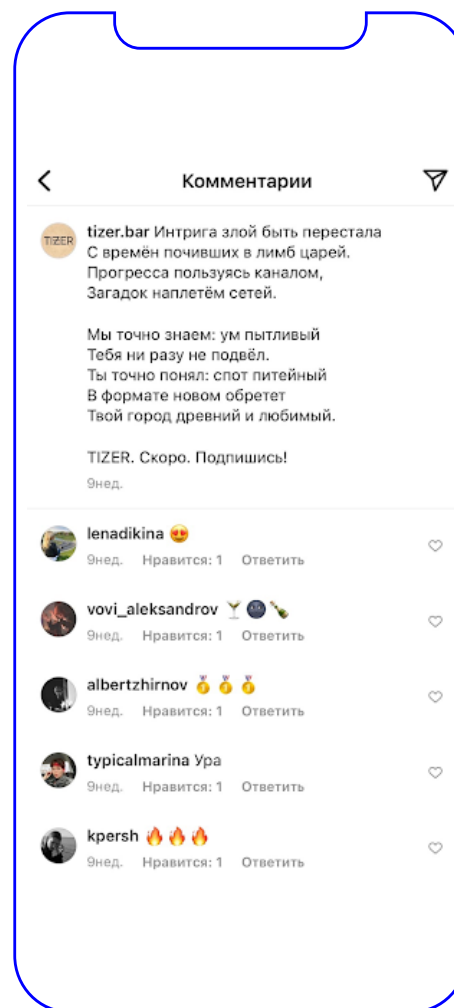 Комментарии
TIZER
tizer.bar Интрига злой быть перестала
С времён почивших в лимб царей.
Прогресса пользуясь каналом,
Загадок наплетём сетей.
Мы точно знаем: ум пытливый
Тебя ни разу не подвёл.
Ты точно понял: спот питейный
В формате новом обретет
Твой город древний и любимый.
TIZER. Скоро. Подпишись!
9нед.
lenadikina 😍
9нед. Нравится: 1 Ответить
vovi_aleksandrov 🍸🌚🍾
9нед. Нравится: 1 Ответить
albertzhirnov 🥇🥇🥇
9нед. Нравится: 1 Ответить
typicalmarina Ура
9нед. Нравится: 1 Ответить
kpersh 🔥🔥🔥
9нед. Нравится: 1 Ответить